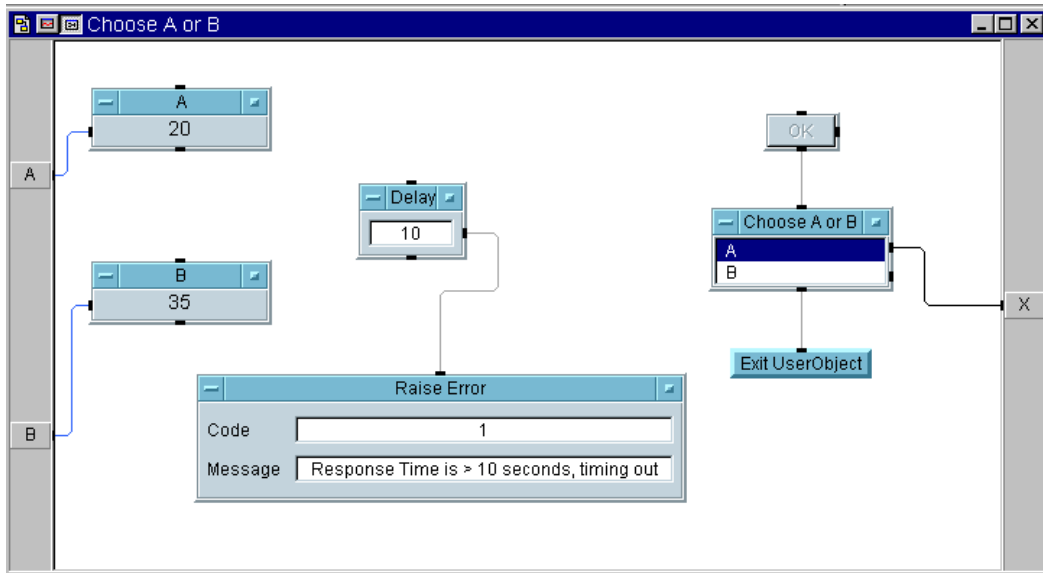 Choose A or B
A
20
A
Delay
10
OK
Choose A or B
A
B
B
35
X
Exit UserObject
Raise Error
Code 1
B
Message Response Time is > 10 seconds, timing out